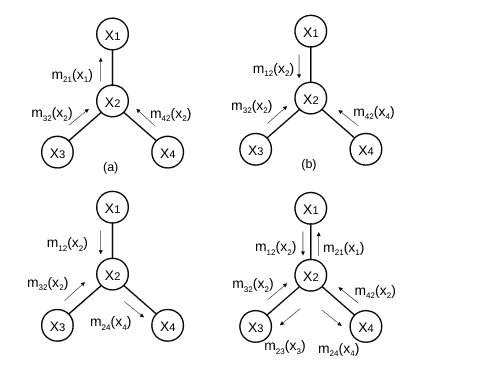 X1
m21(x1)
X2
m32(x2)
m42(x2)
X3
X4
(a)
X1
m12(x2)
X2
m32(x2)
m42(x4)
X3
X4
(b)
X1
m12(x2)
X2
m32(x2)
m24(x4)
X3
X4
X1
m12(x2)
m21(x1)
X2
m32(x2)
m42(x2)
X3
X4
m23(x3)
m24(x4)